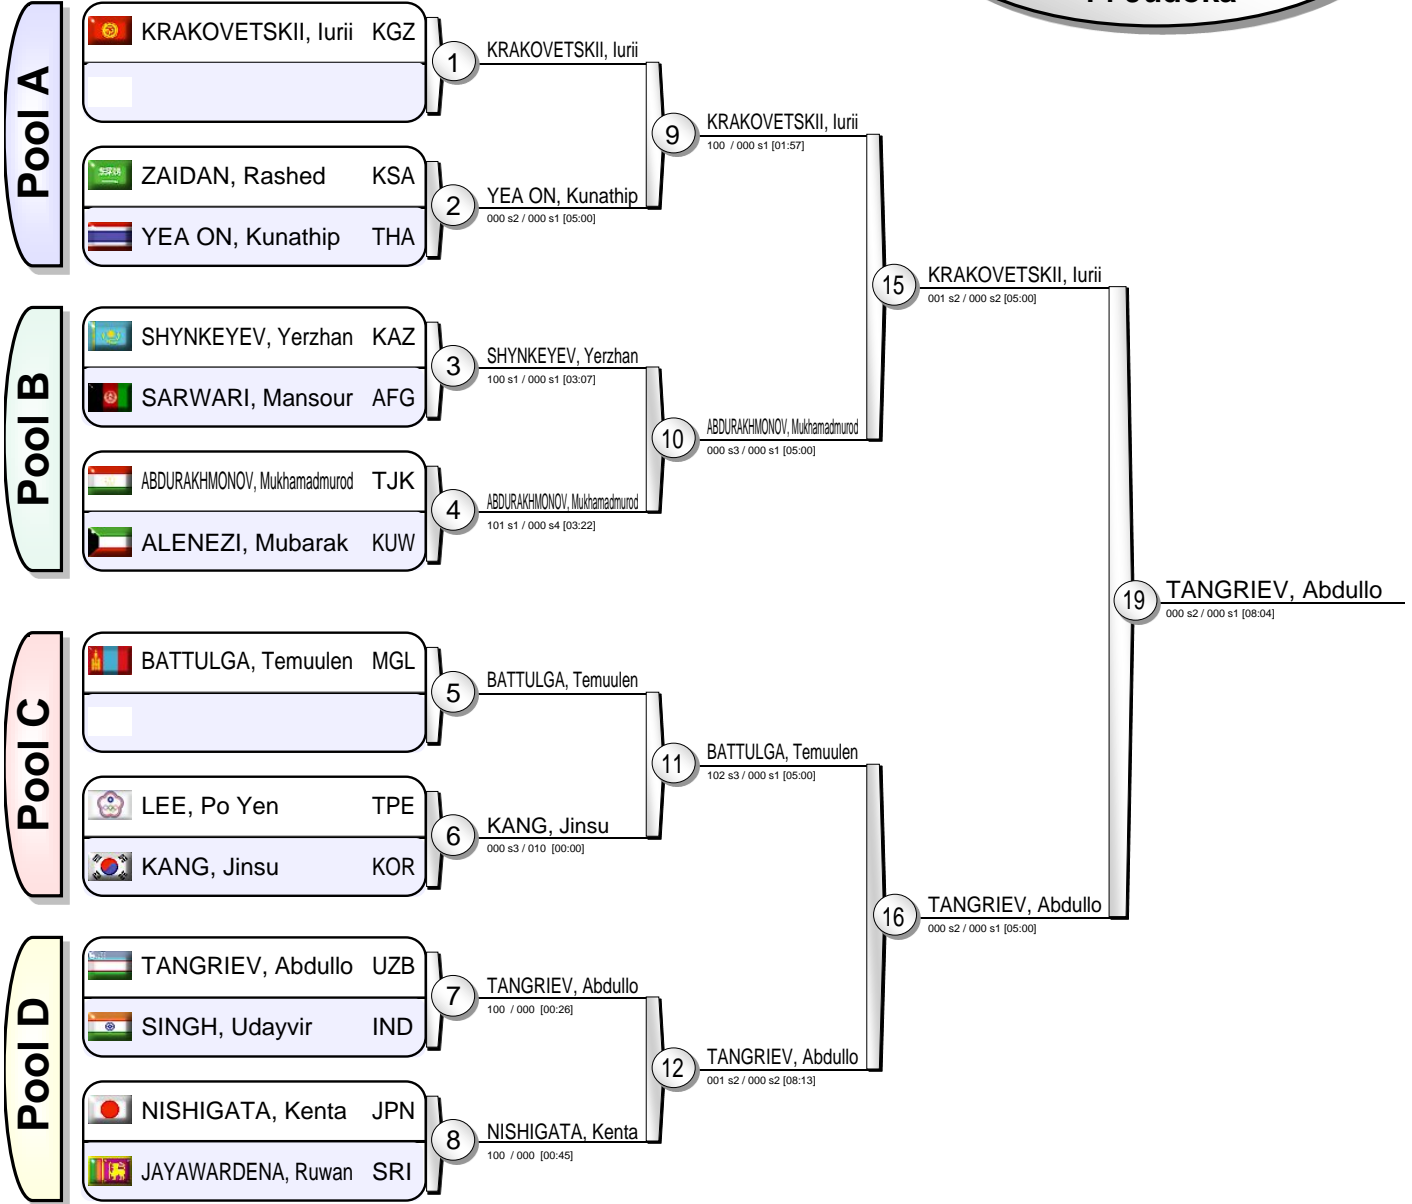 Pool A
KRAKOVETSKII, Iurii KGZ
ZAIDAN, Rashed KSA
YEA ON, Kunathip THA
Pool B
SHYNKEYEV, Yerzhan KAZ
SARWARI, Mansour AFG
ABDURAKHMONOV, Mukhamadmurod TJK
ALENEZI, Mubarak KUW
Pool C
BATTULGA, Temuulen MGL
LEE, Po Yen TPE
KANG, Jinsu KOR
Pool D
TANGRIEV, Abdullo UZB
SINGH, Udayvir IND
NISHIGATA, Kenta JPN
JAYAWARDENA, Ruwan SRI
1
KRAKOVETSKII, Iurii
2
YEA ON, Kunathip
000 s2 / 000 s1 [05:00]
3
SHYNKEYEV, Yerzhan
100 s1 / 000 s1 [03:07]
4
ABDURAKHMONOV, Mukhamadmurod
101 s1 / 000 s4 [03:22]
5
BATTULGA, Temuulen
6
KANG, Jinsu
000 s3 / 010 [00:00]
7
TANGRIEV, Abdullo
100 / 000 [00:26]
8
NISHIGATA, Kenta
100 / 000 [00:45]
9
KRAKOVETSKII, Iurii
100 / 000 s1 [01:57]
10
ABDURAKHMONOV, Mukhamadmurod
000 s3 / 000 s1 [05:00]
11
BATTULGA, Temuulen
102 s3 / 000 s1 [05:00]
12
TANGRIEV, Abdullo
001 s2 / 000 s2 [08:13]
15
KRAKOVETSKII, Iurii
001 s2 / 000 s2 [05:00]
16
TANGRIEV, Abdullo
000 s2 / 000 s1 [05:00]
19
TANGRIEV, Abdullo
000 s2 / 000 s1 [08:04]